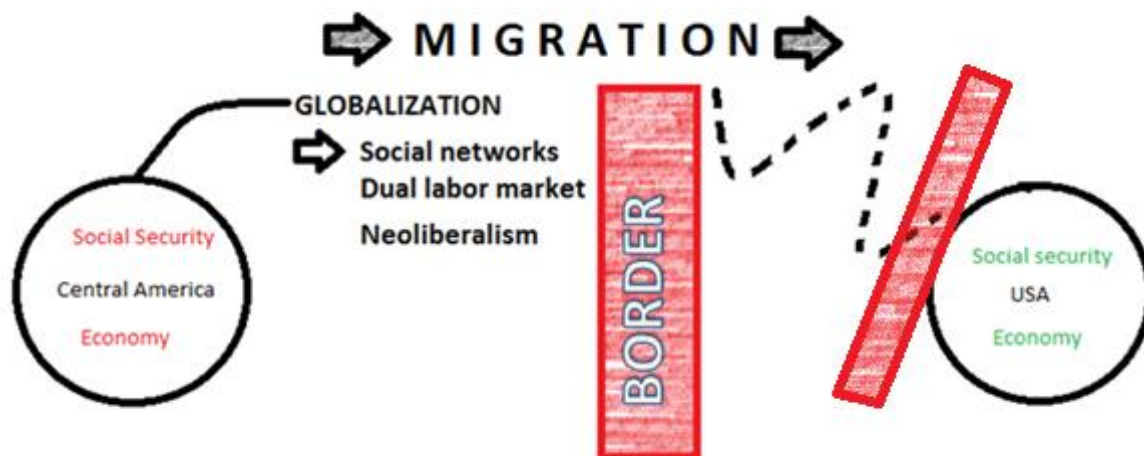 MIGRATION
GLOBALIZATION
Social networks
Dual labor market
Neoliberalism
Social Security
Central America
Economy
BORDER
Social security
USA
Economy